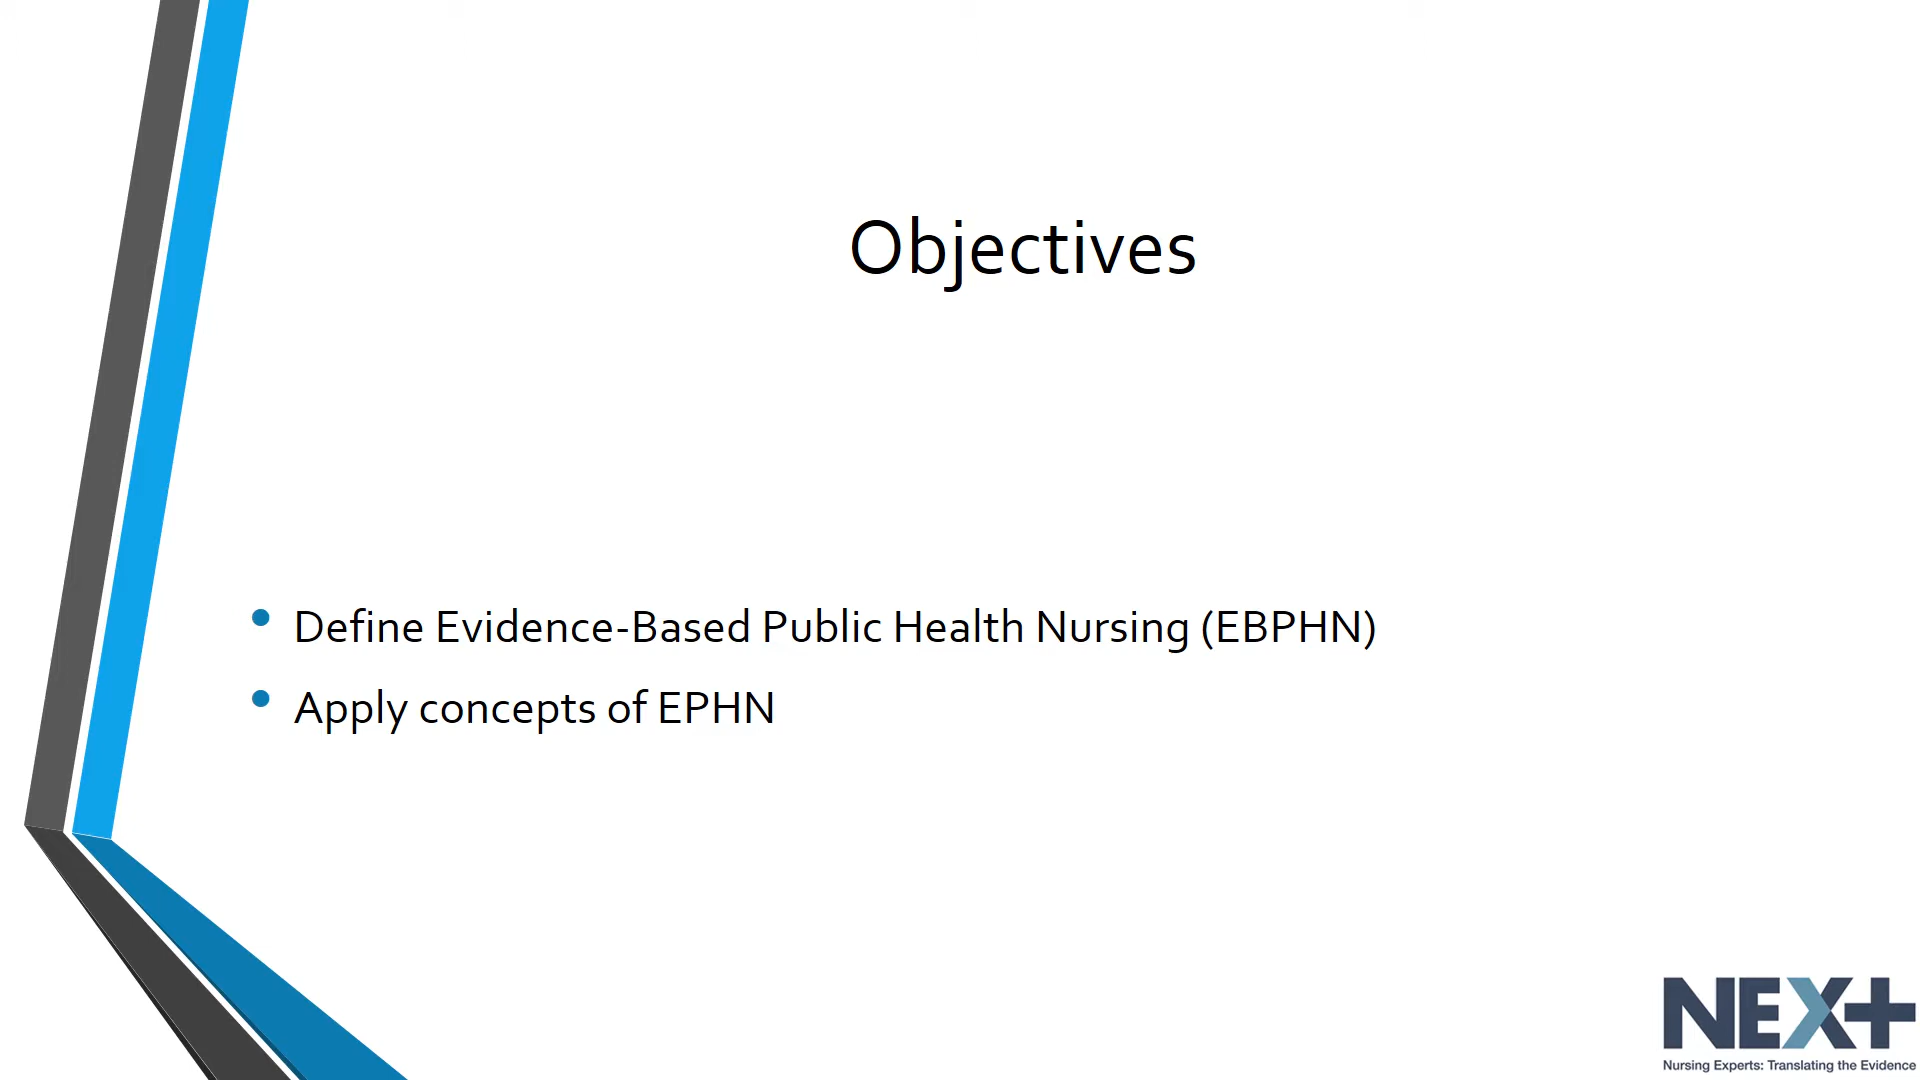 Objectives
• Define Evidence-Based Public Health Nursing (EBPHN)
• Apply concepts of EPHN
NEX+
Nursing Experts: Translating the Evidence